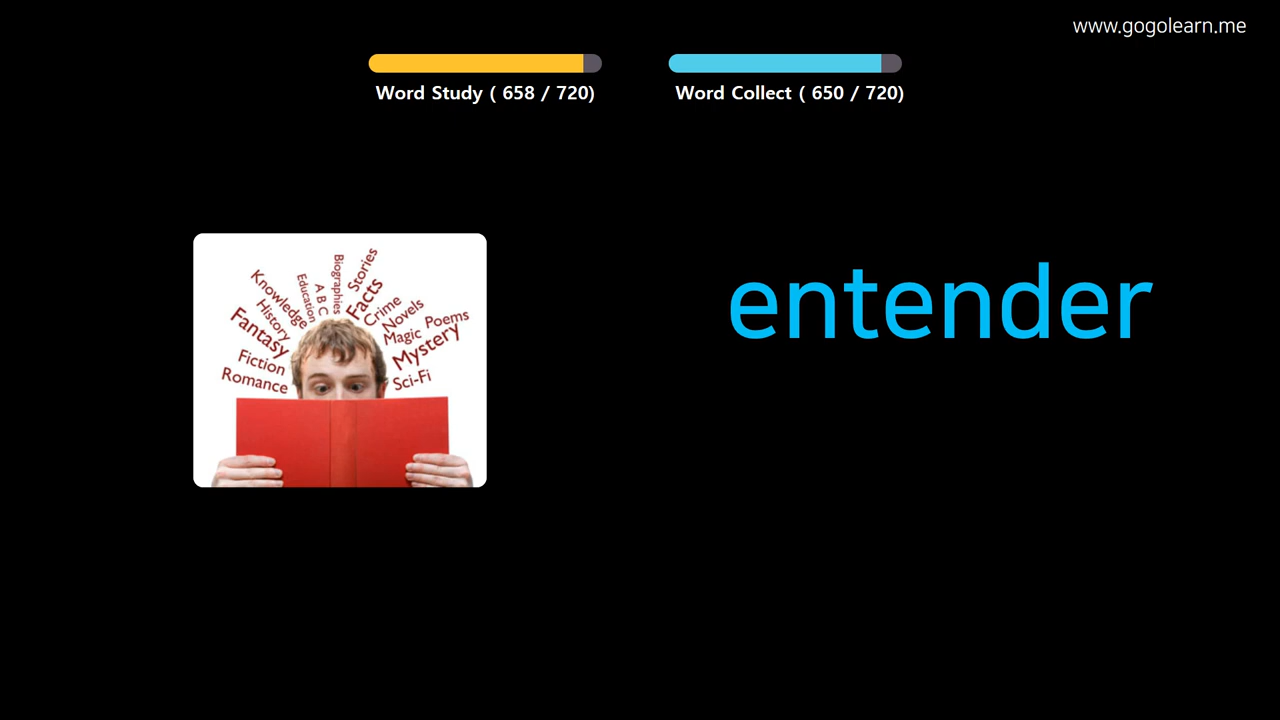 www.gogolearn.me
Word Study ( 658 / 720)
Word Collect ( 650 / 720)
Biographies
Stories
Education
A B C
Facts
Knowledge
Crime
History
Novels
Fantasy
Magic
Poems
Mystery
Fiction
Romance
Sci-Fi
entender